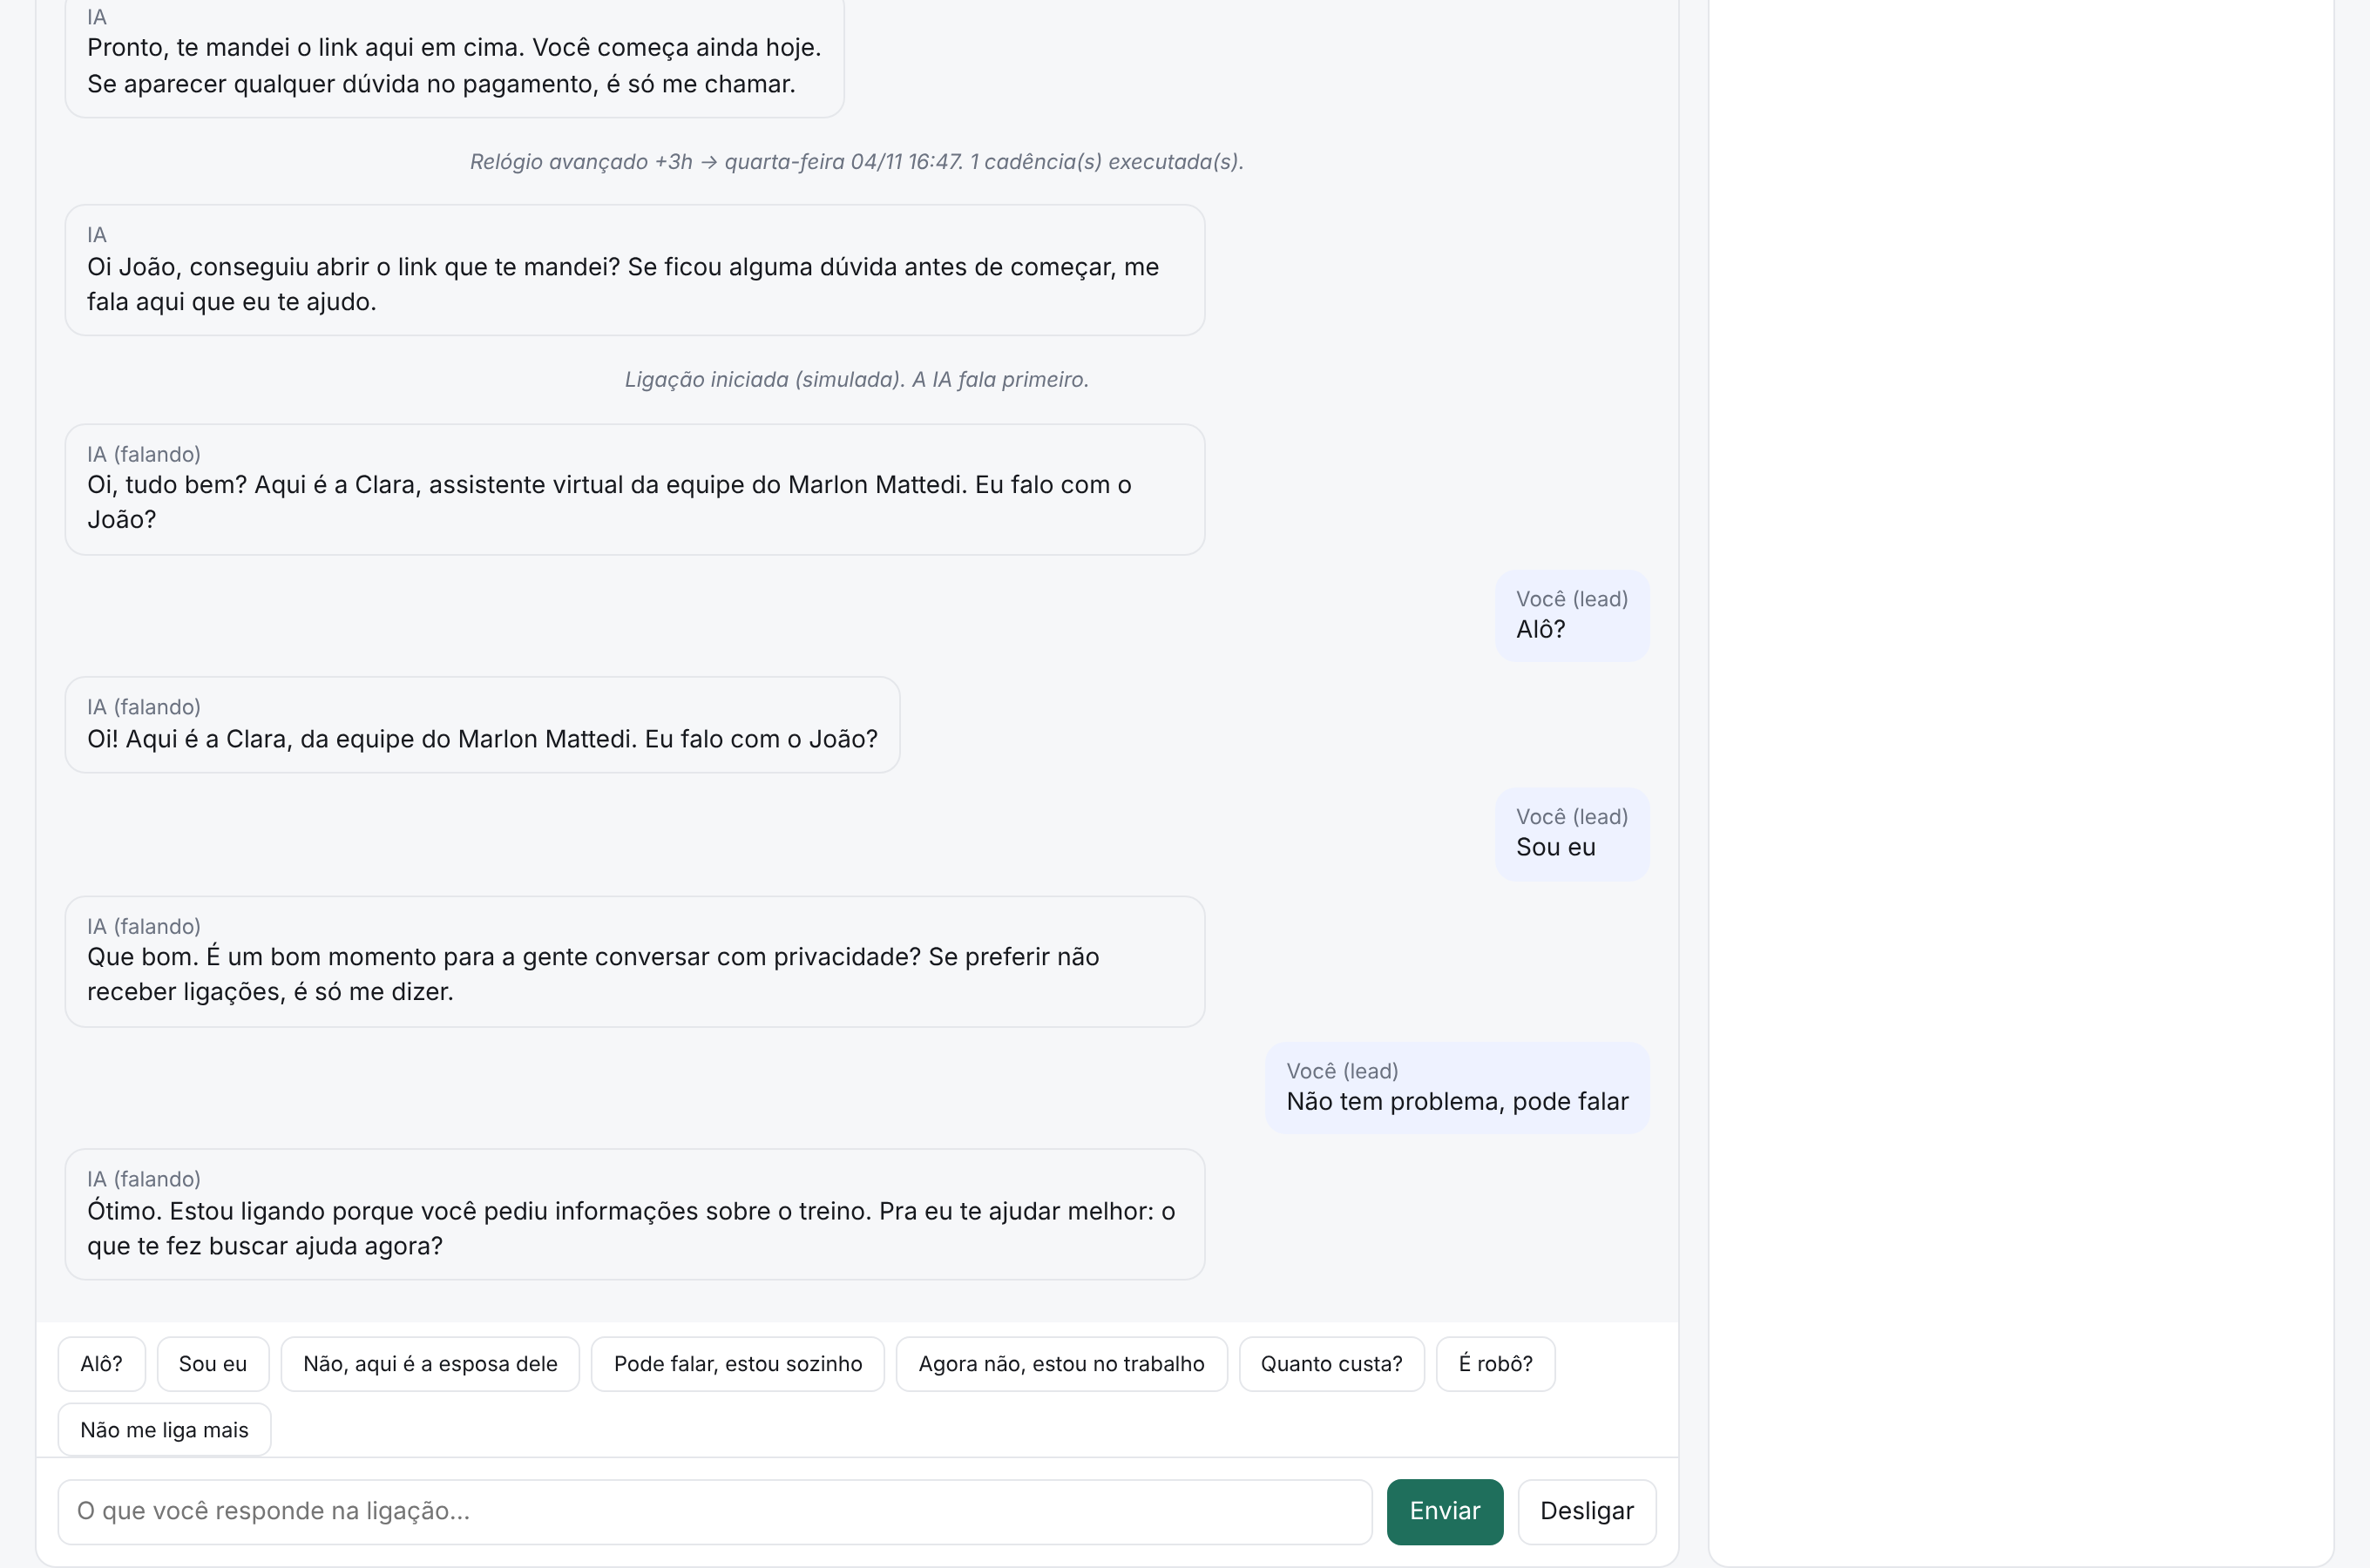 IA
Pronto, te mandei o link aqui em cima. Você começa ainda hoje.
Se aparecer qualquer dúvida no pagamento, é só me chamar.
Relógio avançado +3h → quarta-feira 04/11 16:47. 1 cadência(s) executada(s).
IA
Oi João, conseguiu abrir o link que te mandei? Se ficou alguma dúvida antes de começar, me
fala aqui que eu te ajudo.
Ligação iniciada (simulada). A IA fala primeiro.
IA (falando)
Oi, tudo bem? Aqui é a Clara, assistente virtual da equipe do Marlon Mattedi. Eu falo com o
João?
Você (lead)
Alô?
IA (falando)
Oi! Aqui é a Clara, da equipe do Marlon Mattedi. Eu falo com o João?
Você (lead)
Sou eu
IA (falando)
Que bom. É um bom momento para a gente conversar com privacidade? Se preferir não
receber ligações, é só me dizer.
Você (lead)
Não tem problema, pode falar
IA (falando)
Ótimo. Estou ligando porque você pediu informações sobre o treino. Pra eu te ajudar melhor: o
que te fez buscar ajuda agora?
Alô?
Sou eu
Não, aqui é a esposa dele
Pode falar, estou sozinho
Agora não, estou no trabalho
Quanto custa?
É robô?
Não me liga mais
O que você responde na ligação...
Enviar
Desligar